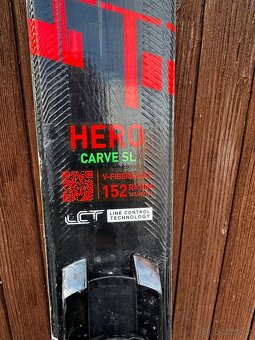 HERO
CARVE SL
V-FIBER
152
LCT LINE CONTROL
TECHNOLOGY